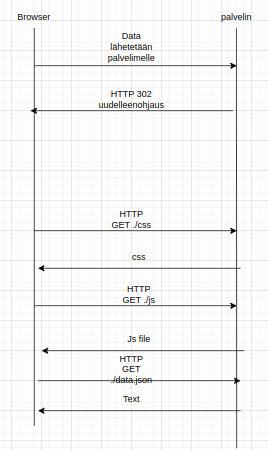 Browser palvelin
Data
lähetetään
palvelimelle
HTTP 302
uudelleenohjaus
HTTP
GET ./css
css
HTTP
GET ./js
Js file
HTTP
GET
./data.json
Text